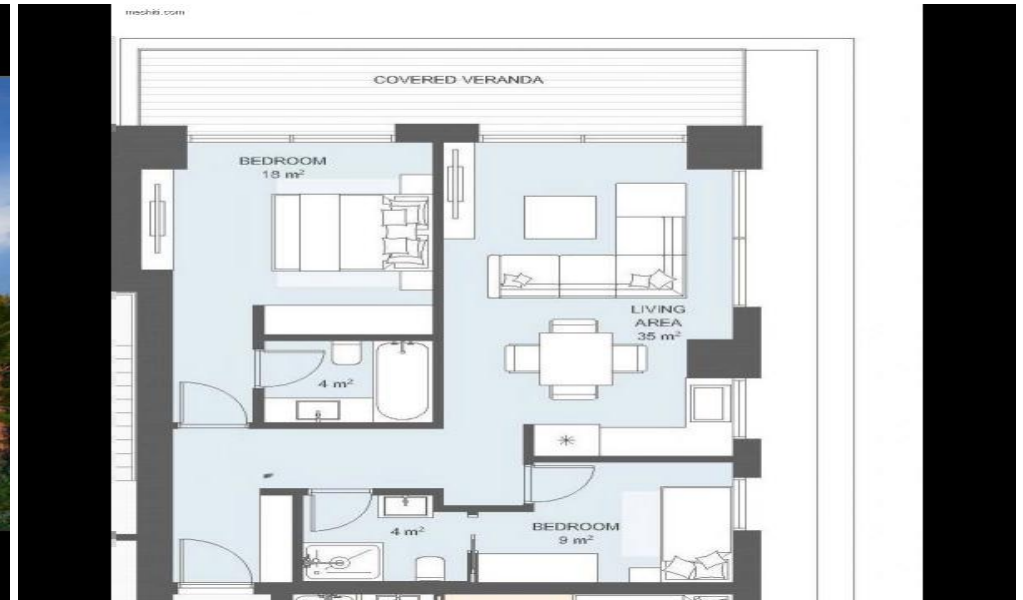 meshiti.com
COVERED VERANDA
BEDROOM
18 m²
LIVING
AREA
35 m²
4 m²
4 m²
BEDROOM
9 m²